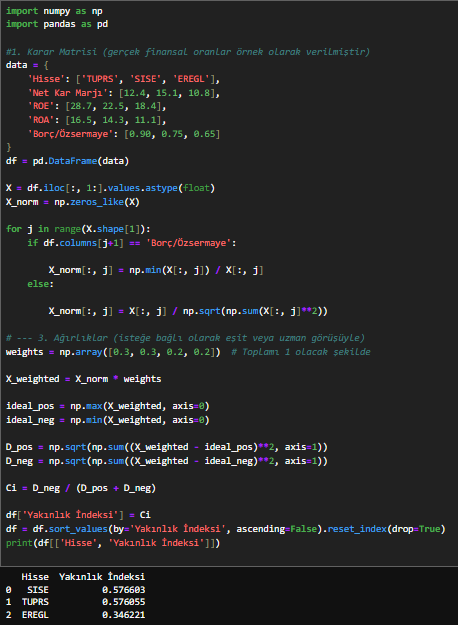 import numpy as np
import pandas as pd
#1. Karar Matrisi (gerçek finansal oranlar örnek olarak verilmiştir)
data = {
    'Hisse': ['TUPRS', 'SISE', 'EREGL'],
    'Net Kar Marjı': [12.4, 15.1, 10.8],
    'ROE': [28.7, 22.5, 18.4],
    'ROA': [16.5, 14.3, 11.1],
    'Borç/Özsermaye': [0.90, 0.75, 0.65]
}
df = pd.DataFrame(data)
X = df.iloc[:, 1:].values.astype(float)
X_norm = np.zeros_like(X)
for j in range(X.shape[1]):
    if df.columns[j+1] == 'Borç/Özsermaye':
        X_norm[:, j] = np.min(X[:, j]) / X[:, j]
    else:
        X_norm[:, j] = X[:, j] / np.sqrt(np.sum(X[:, j]**2))
# --- 3. Ağırlıklar (isteğe bağlı olarak eşit veya uzman görüşüyle)
weights = np.array([0.3, 0.3, 0.2, 0.2])  # Toplamı 1 olacak şekilde
X_weighted = X_norm * weights
ideal_pos = np.max(X_weighted, axis=0)
ideal_neg = np.min(X_weighted, axis=0)
D_pos = np.sqrt(np.sum((X_weighted - ideal_pos)**2, axis=1))
D_neg = np.sqrt(np.sum((X_weighted - ideal_neg)**2, axis=1))
Ci = D_neg / (D_pos + D_neg)
df['Yakınlık İndeksi'] = Ci
df = df.sort_values(by='Yakınlık İndeksi', ascending=False).reset_index(drop=True)
print(df[['Hisse', 'Yakınlık İndeksi']])
   Hisse  Yakınlık İndeksi
0   SISE          0.576603
1  TUPRS          0.576055
2  EREGL          0.346221